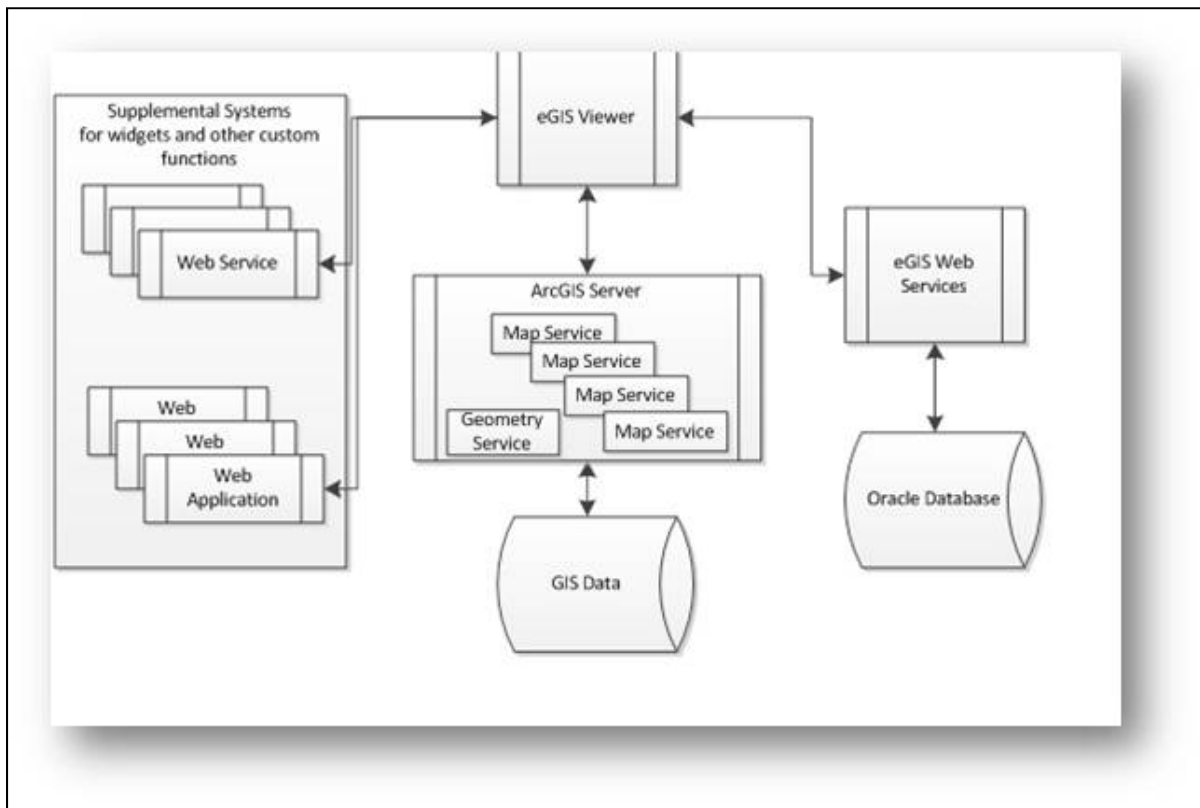 eGIS Viewer
Supplemental Systems
for widgets and other custom
functions
Web Service
Web
Web
Web
Application
ArcGIS Server
Map Service
Map Service
Map Service
Map Service
Geometry
Service
GIS Data
eGIS Web
Services
Oracle Database